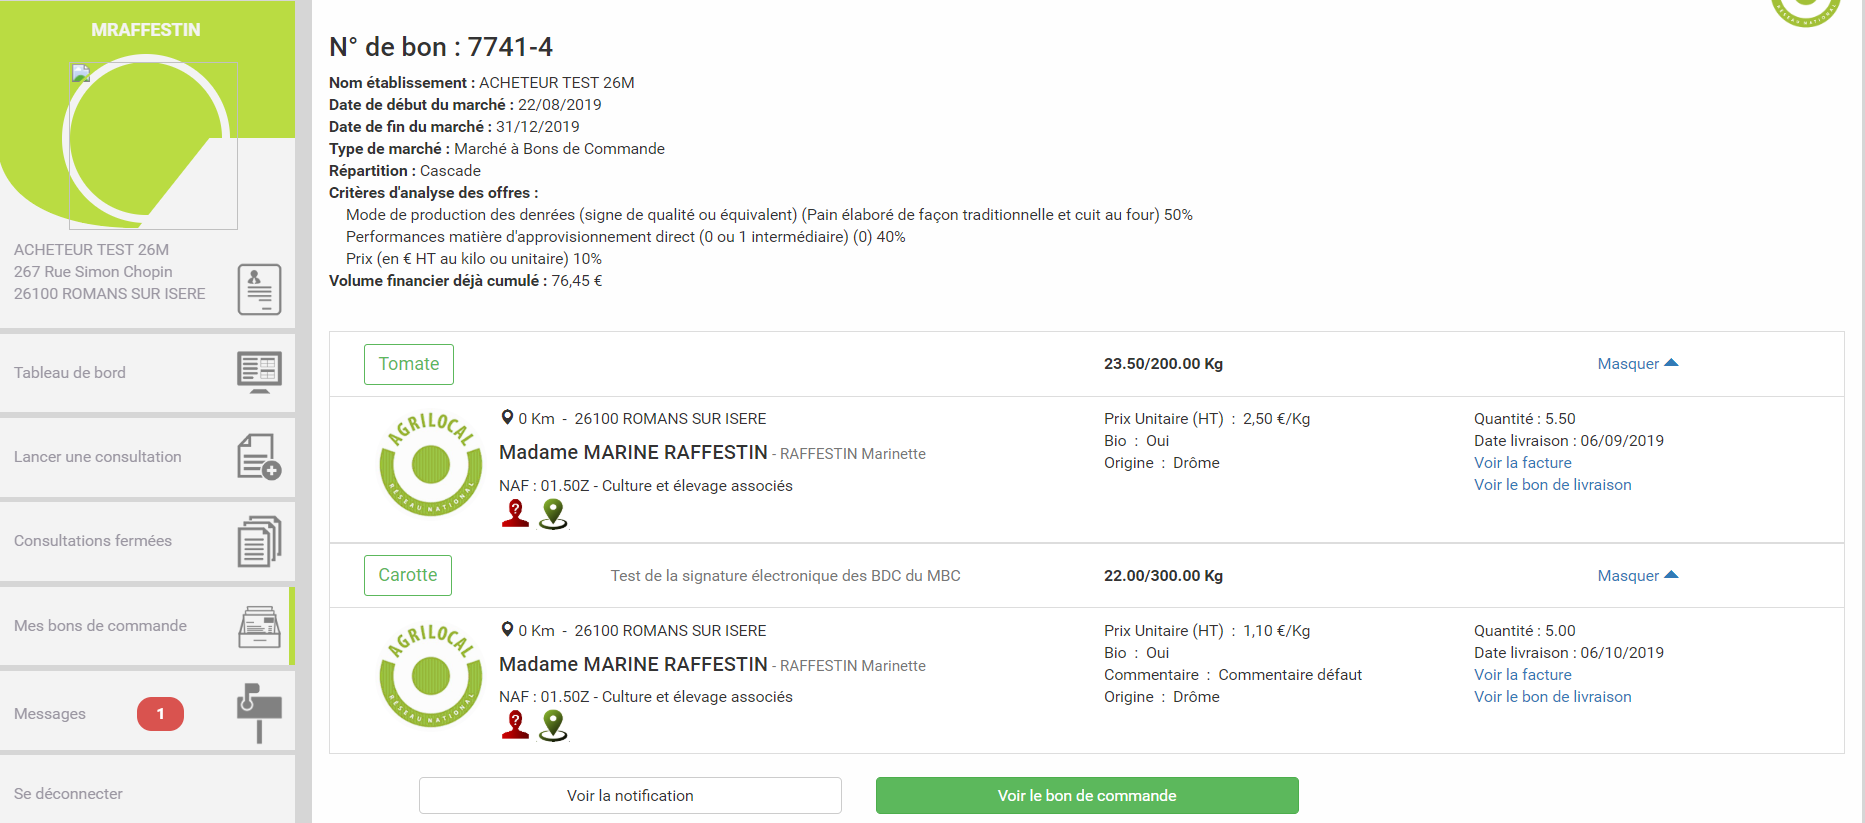 MRAFFESTIN
ACHETEUR TEST 26M
267 Rue Simon Chopin
26100 ROMANS SUR ISERE
Tableau de bord
Lancer une consultation
Consultations fermées
Mes bons de commande
Messages 1
Se déconnecter
RÉSEAU NATIONAL
N° de bon : 7741-4
Nom établissement : ACHETEUR TEST 26M
Date de début du marché : 22/08/2019
Date de fin du marché : 31/12/2019
Type de marché : Marché à Bons de Commande
Répartition : Cascade
Critères d'analyse des offres :
Mode de production des denrées (signe de qualité ou équivalent) (Pain élaboré de façon traditionnelle et cuit au four) 50%
Performances matière d'approvisionnement direct (0 ou 1 intermédiaire) (0) 40%
Prix (en € HT au kilo ou unitaire) 10%
Volume financier déjà cumulé : 76,45 €
Tomate 23.50/200.00 Kg Masquer
AGRILOCAL
RÉSEAU NATIONAL
0 Km - 26100 ROMANS SUR ISERE
Madame MARINE RAFFESTIN - RAFFESTIN Marinette
NAF : 01.50Z - Culture et élevage associés
?
Prix Unitaire (HT) : 2,50 €/Kg
Bio : Oui
Origine : Drôme
Quantité : 5.50
Date livraison : 06/09/2019
Voir la facture
Voir le bon de livraison
Carotte Test de la signature électronique des BDC du MBC 22.00/300.00 Kg Masquer
AGRILOCAL
RÉSEAU NATIONAL
0 Km - 26100 ROMANS SUR ISERE
Madame MARINE RAFFESTIN - RAFFESTIN Marinette
NAF : 01.50Z - Culture et élevage associés
?
Prix Unitaire (HT) : 1,10 €/Kg
Bio : Oui
Commentaire : Commentaire défaut
Origine : Drôme
Quantité : 5.00
Date livraison : 06/10/2019
Voir la facture
Voir le bon de livraison
Voir la notification
Voir le bon de commande